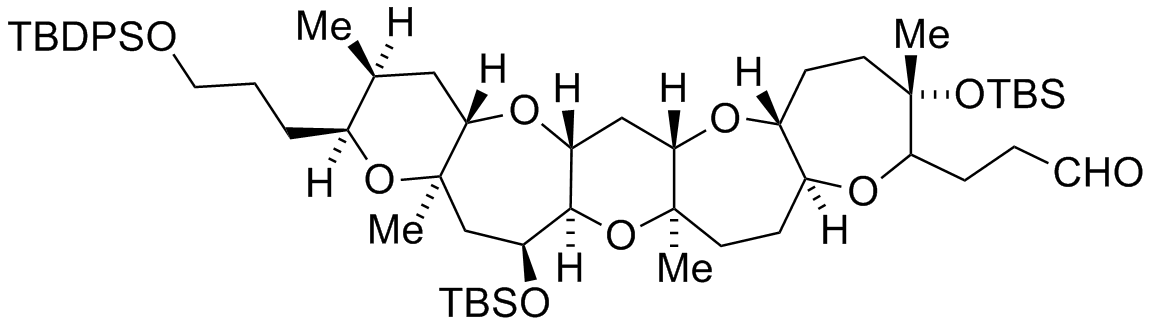 Me H
TBDPSO
Me
H O H H O H
OTBS
H O
CHO
Me
O
O
H
H
Me
TBSO